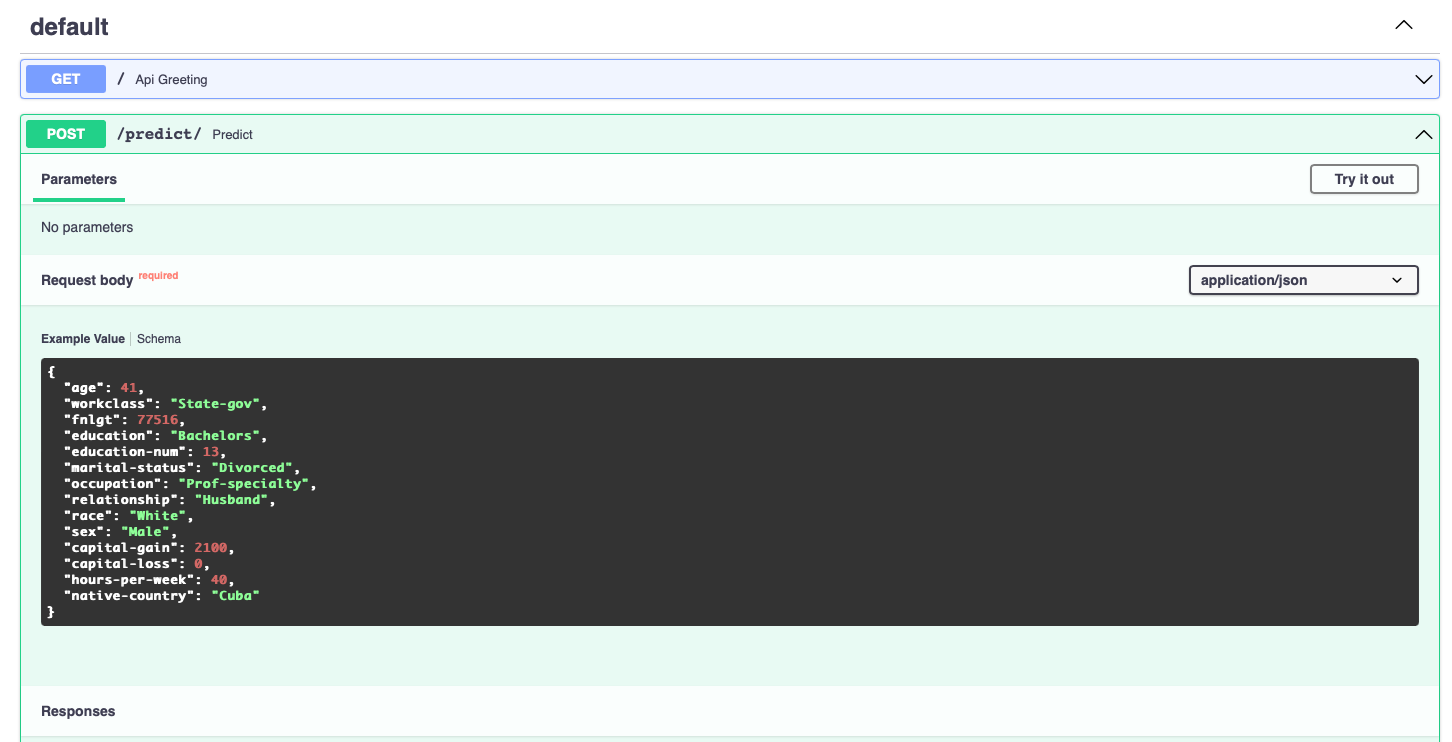 default
GET / Api Greeting
POST /predict/ Predict
Parameters
Try it out
No parameters
Request body required
application/json
Example Value Schema
{
"age": 41,
"workclass": "State-gov",
"fnlgt": 77516,
"education": "Bachelors",
"education-num": 13,
"marital-status": "Divorced",
"occupation": "Prof-specialty",
"relationship": "Husband",
"race": "White",
"sex": "Male",
"capital-gain": 2100,
"capital-loss": 0,
"hours-per-week": 40,
"native-country": "Cuba"
}
Responses